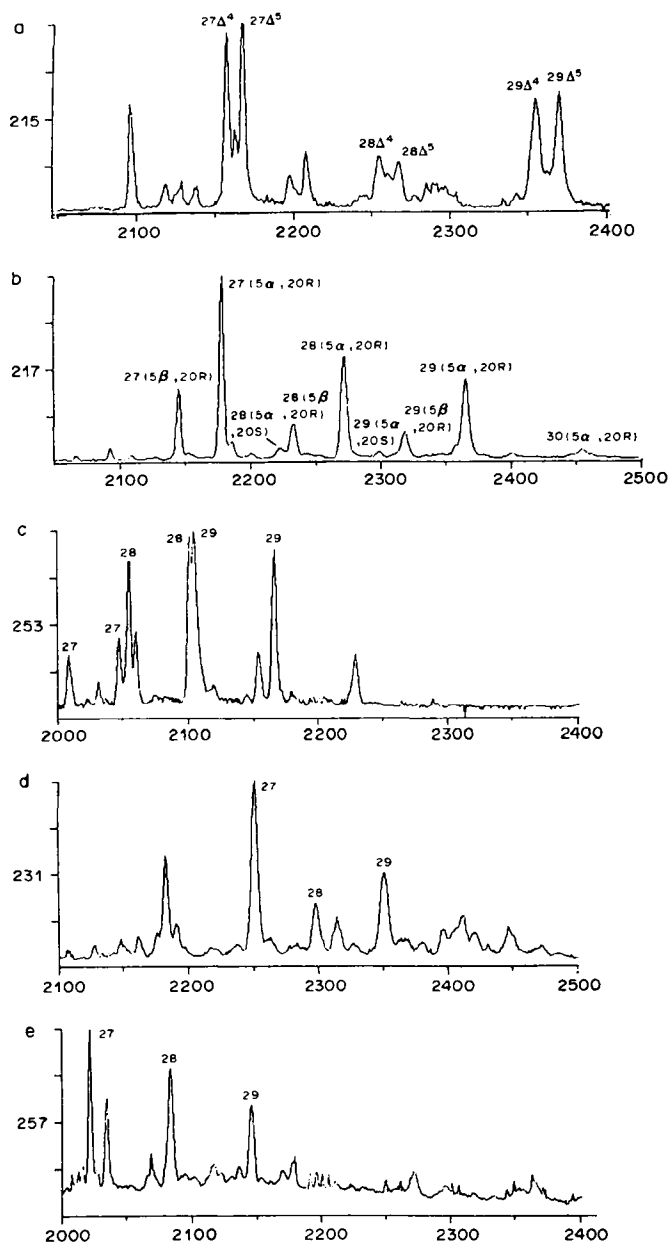 a
27Δ⁴ 27Δ⁵
28Δ⁴ 28Δ⁵
29Δ⁴ 29Δ⁵
215
2100 2200 2300 2400
b
27(5α,20R)
27(5β,20R)
28(5α,20S)
28(5β,20R)
28(5α,20R)
29(5α,20S)
29(5β,20R)
29(5α,20R)
30(5α,20R)
217
2100 2200 2300 2400 2500
c
27 27 28 28 29 29
253
2000 2100 2200 2300 2400
d
27
28
29
231
2100 2200 2300 2400 2500
e
27
28
29
257
2000 2100 2200 2300 2400